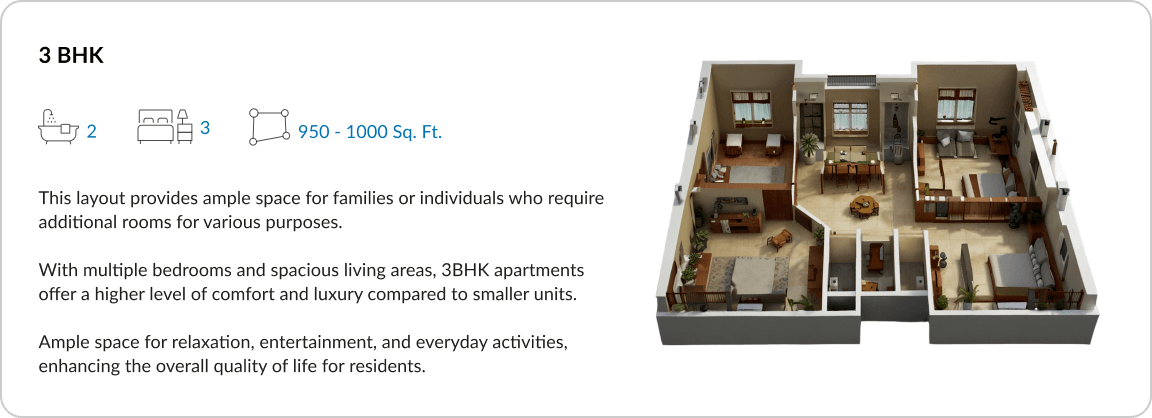 3 BHK
2
3
950 - 1000 Sq. Ft.
This layout provides ample space for families or individuals who require
additional rooms for various purposes.
With multiple bedrooms and spacious living areas, 3BHK apartments
offer a higher level of comfort and luxury compared to smaller units.
Ample space for relaxation, entertainment, and everyday activities,
enhancing the overall quality of life for residents.